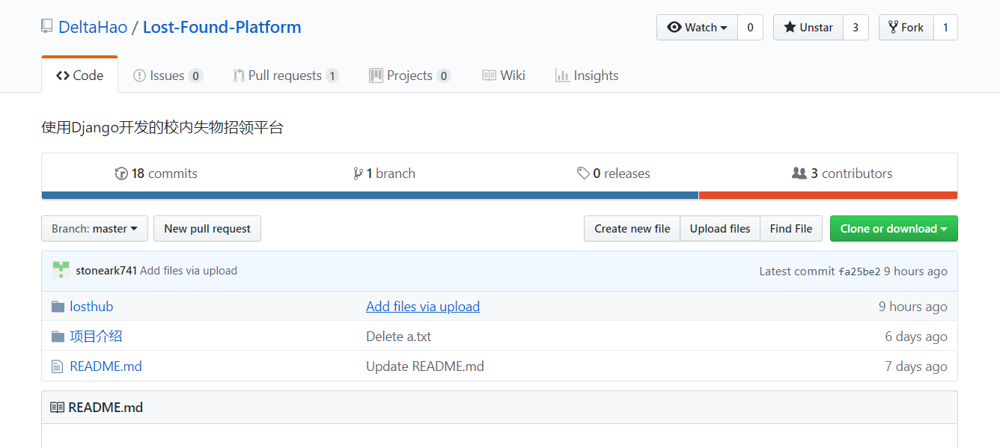 DeltaHao / Lost-Found-Platform Watch 0 Unstar 3 Fork 1
Code Issues 0 Pull requests 1 Projects 0 Wiki Insights
使用Django开发的校内失物招领平台
18 commits 1 branch 0 releases 3 contributors
Branch: master New pull request Create new file Upload files Find File Clone or download
stoneark741 Add files via upload Latest commit fa25be2 9 hours ago
losthub Add files via upload 9 hours ago
项目介绍 Delete a.txt 6 days ago
README.md Update README.md 7 days ago
README.md